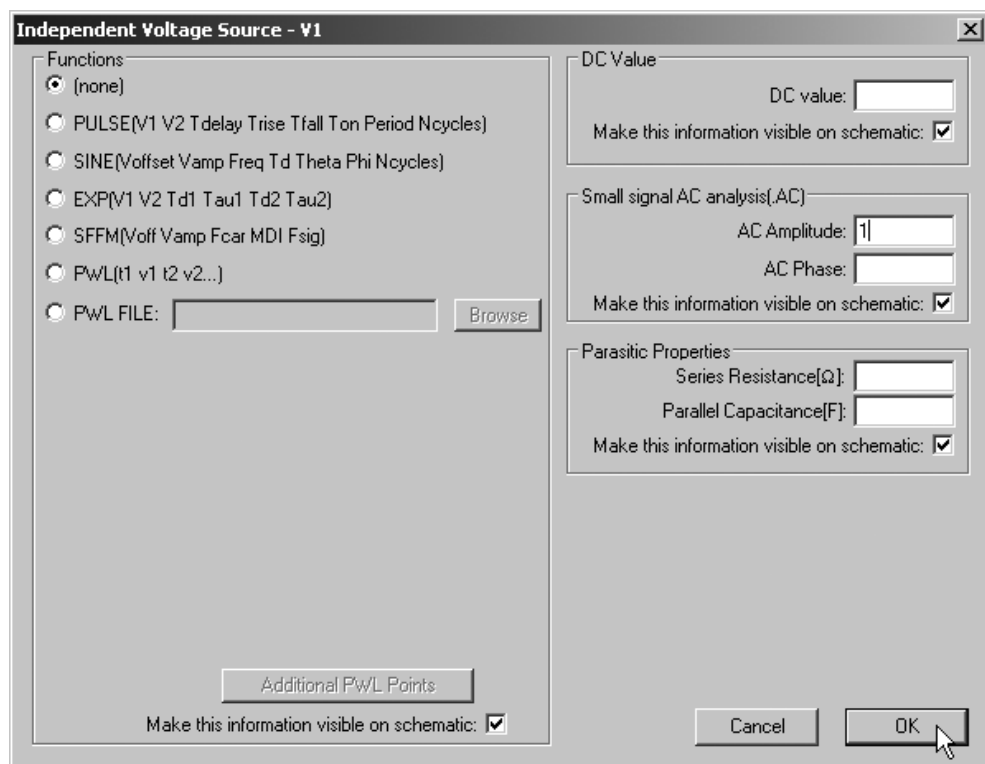 Independent Voltage Source - V1
Functions
(none)
PULSE(V1 V2 Tdelay Trise Tfall Ton Period Ncycles)
SINE(Voffset Vamp Freq Td Theta Phi Ncycles)
EXP(V1 V2 Td1 Tau1 Td2 Tau2)
SFFM(Voff Vamp Fcar MDI Fsig)
PWL(t1 v1 t2 v2...)
PWL FILE:
Browse
Additional PWL Points
Make this information visible on schematic:
DC Value
DC value:
Make this information visible on schematic:
Small signal AC analysis(.AC)
AC Amplitude: 1
AC Phase:
Make this information visible on schematic:
Parasitic Properties
Series Resistance[Ω]:
Parallel Capacitance[F]:
Make this information visible on schematic:
Cancel
OK